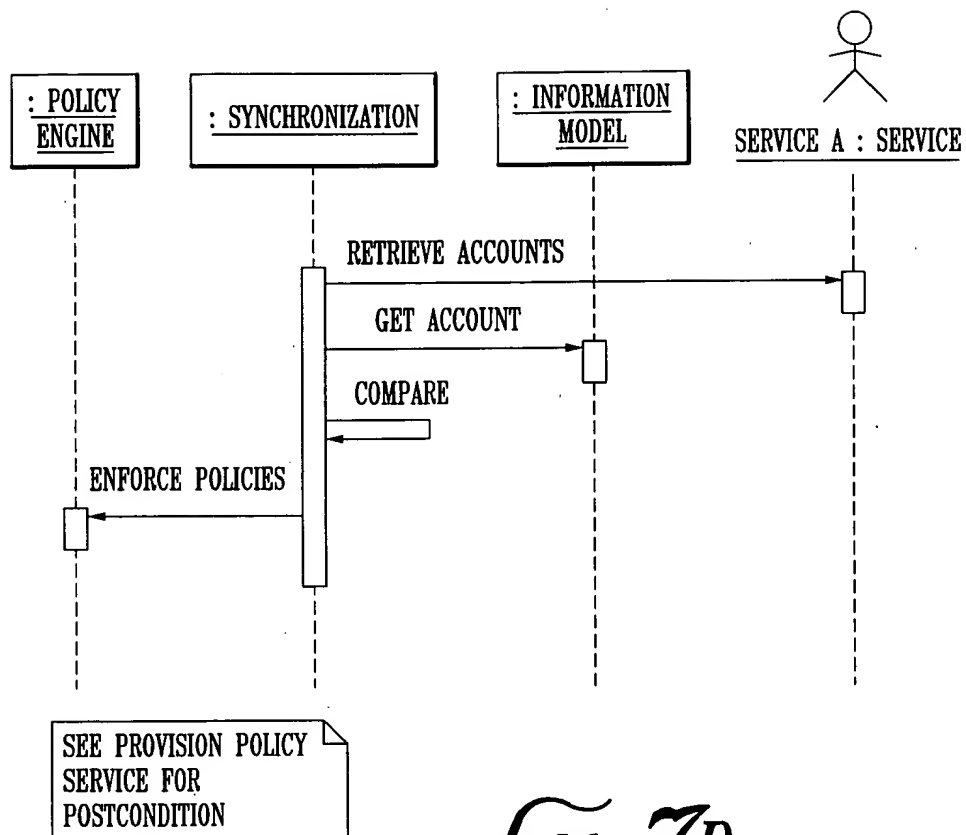 : POLICY
ENGINE
: SYNCHRONIZATION
: INFORMATION
MODEL
SERVICE A : SERVICE
RETRIEVE ACCOUNTS
GET ACCOUNT
COMPARE
ENFORCE POLICIES
SEE PROVISION POLICY
SERVICE FOR
POSTCONDITION